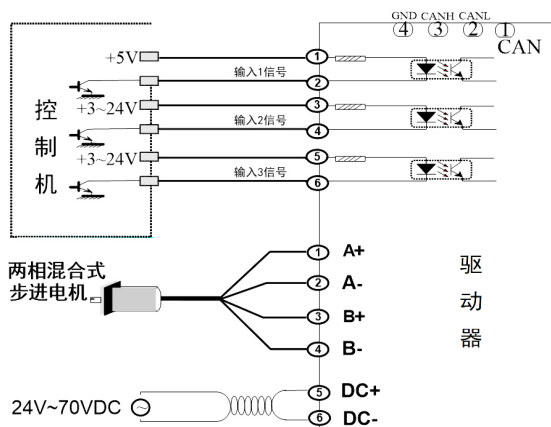 GND CANH CANL
4 3 2 1
CAN
+5V
1
输入1信号
2
+3~24V
3
输入2信号
4
+3~24V
5
输入3信号
6
控制机
两相混合式
步进电机
1 A+
2 A-
3 B+
4 B-
驱动器
24V~70VDC
5 DC+
6 DC-